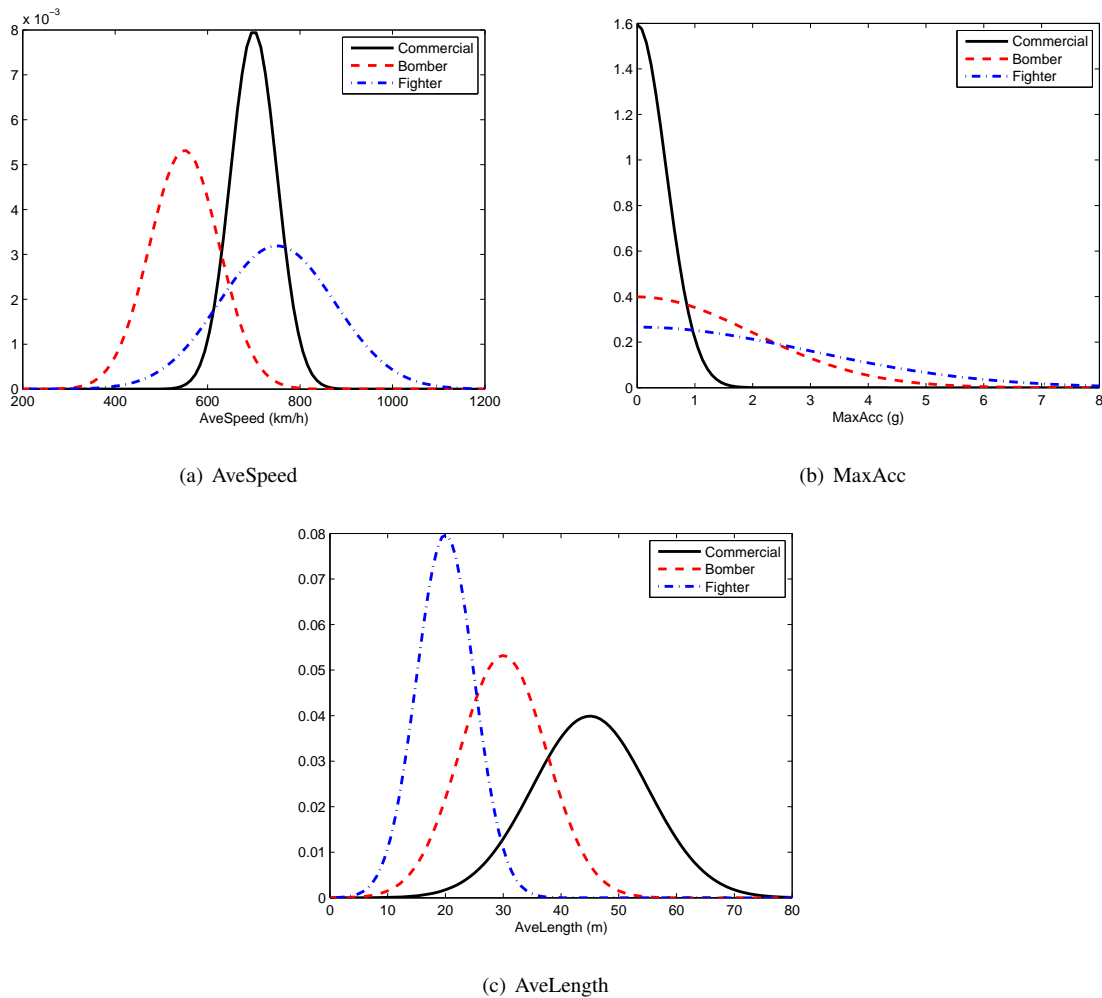 x 10⁻³
8
7
6
5
4
3
2
1
0
200 400 600 800 1000 1200
AveSpeed (km/h)
Commercial
Bomber
Fighter
(a) AveSpeed
1.6
1.4
1.2
1
0.8
0.6
0.4
0.2
0
0 1 2 3 4 5 6 7 8
MaxAcc (g)
Commercial
Bomber
Fighter
(b) MaxAcc
0.08
0.07
0.06
0.05
0.04
0.03
0.02
0.01
0
0 10 20 30 40 50 60 70 80
AveLength (m)
Commercial
Bomber
Fighter
(c) AveLength